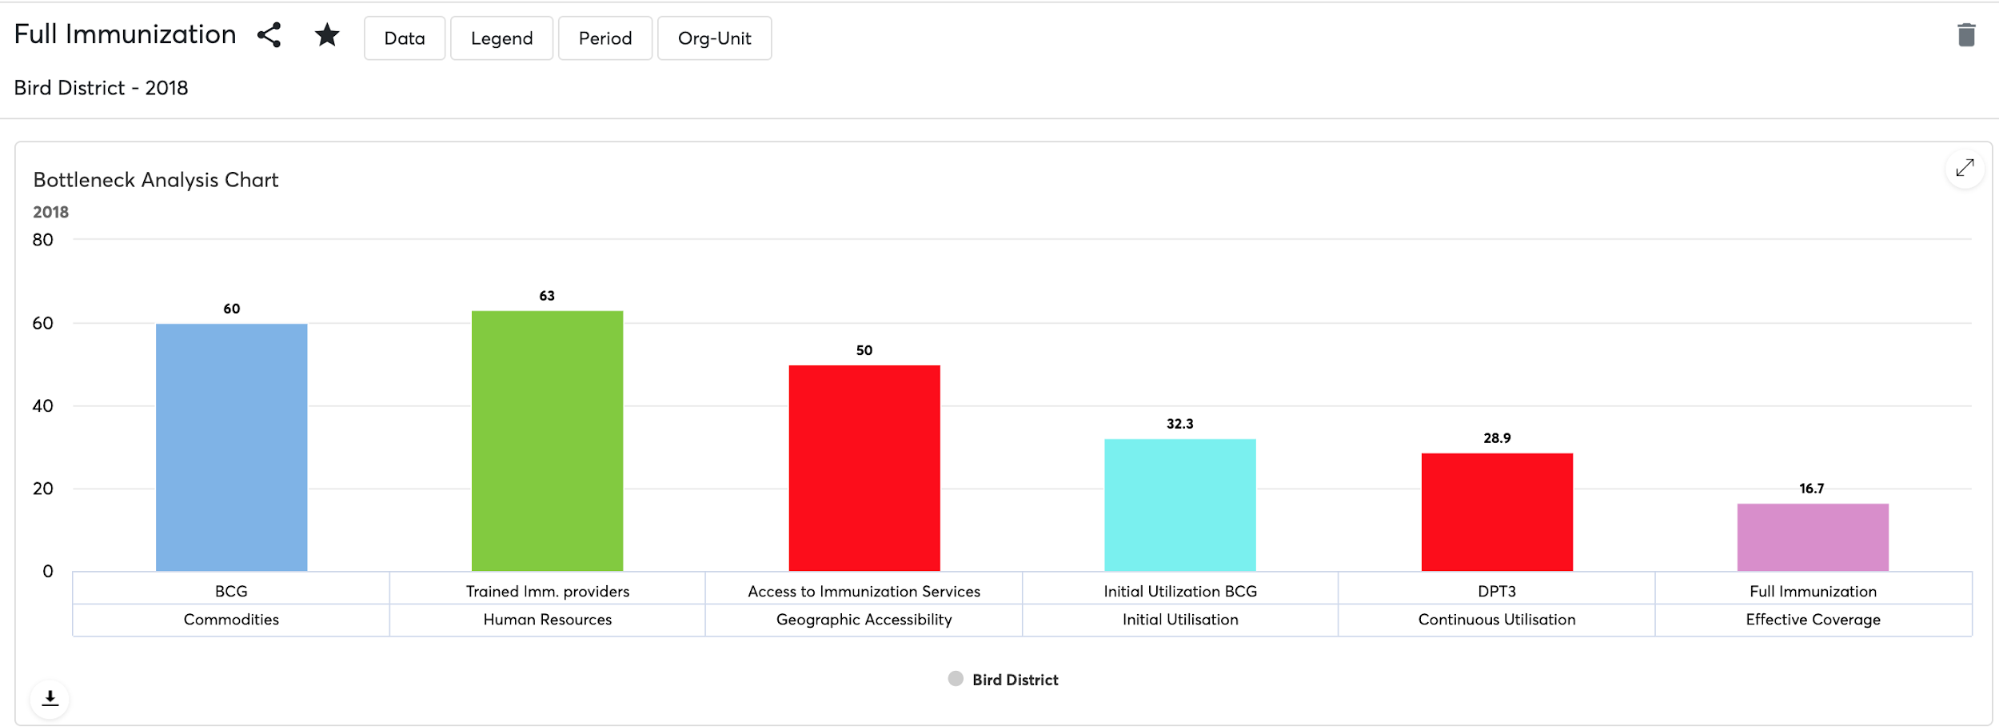 Full Immunization Data Legend Period Org-Unit
Bird District - 2018
Bottleneck Analysis Chart
2018
80
60
40
20
0
60
63
50
32.3
28.9
16.7
BCG Trained Imm. providers Access to Immunization Services Initial Utilization BCG DPT3 Full Immunization
Commodities Human Resources Geographic Accessibility Initial Utilisation Continuous Utilisation Effective Coverage
Bird District